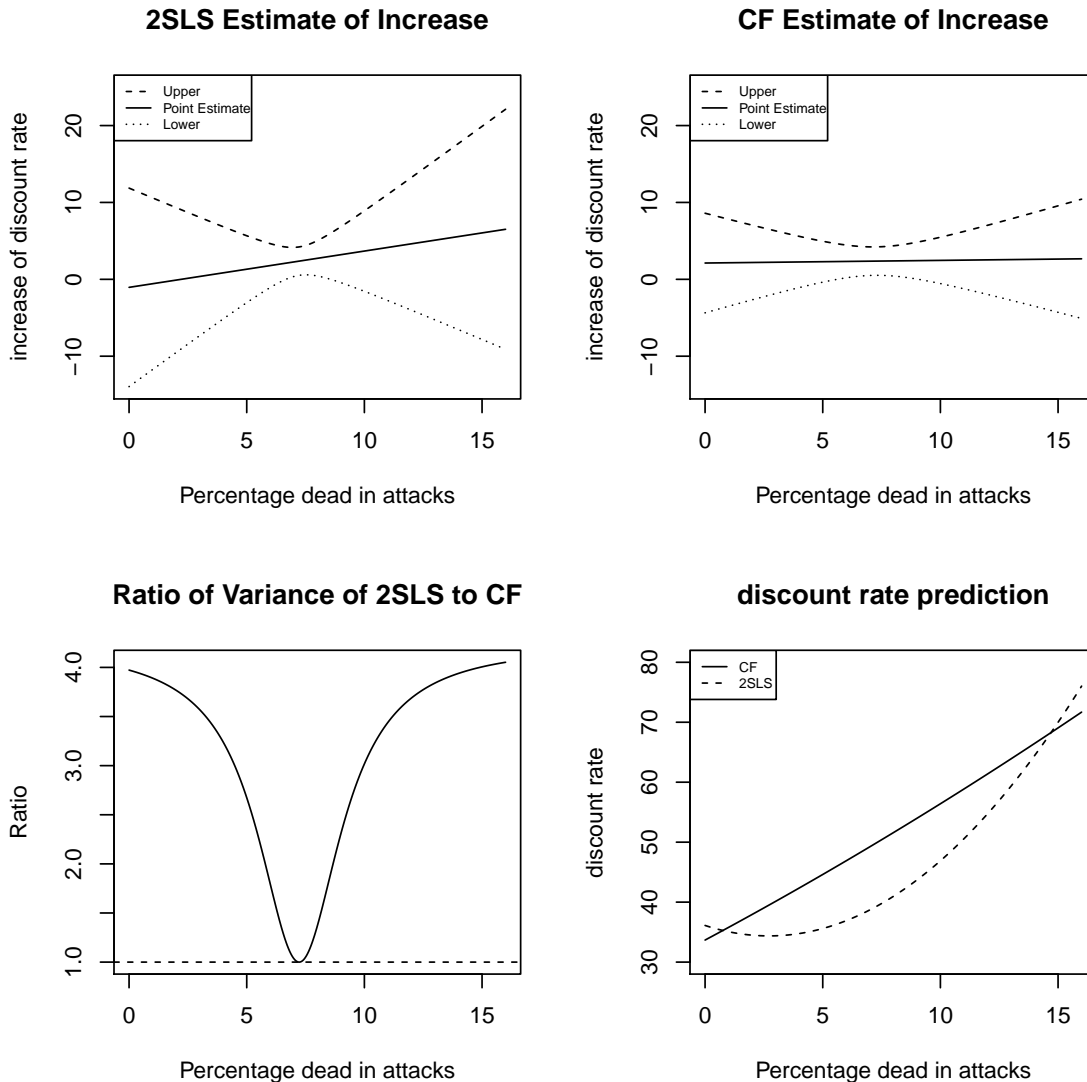 2SLS Estimate of Increase
Upper
Point Estimate
Lower
increase of discount rate
20
10
0
−10
0 5 10 15
Percentage dead in attacks
CF Estimate of Increase
Upper
Point Estimate
Lower
increase of discount rate
20
10
0
−10
0 5 10 15
Percentage dead in attacks
Ratio of Variance of 2SLS to CF
Ratio
4.0
3.0
2.0
1.0
0 5 10 15
Percentage dead in attacks
discount rate prediction
CF
2SLS
discount rate
80
70
60
50
40
30
0 5 10 15
Percentage dead in attacks